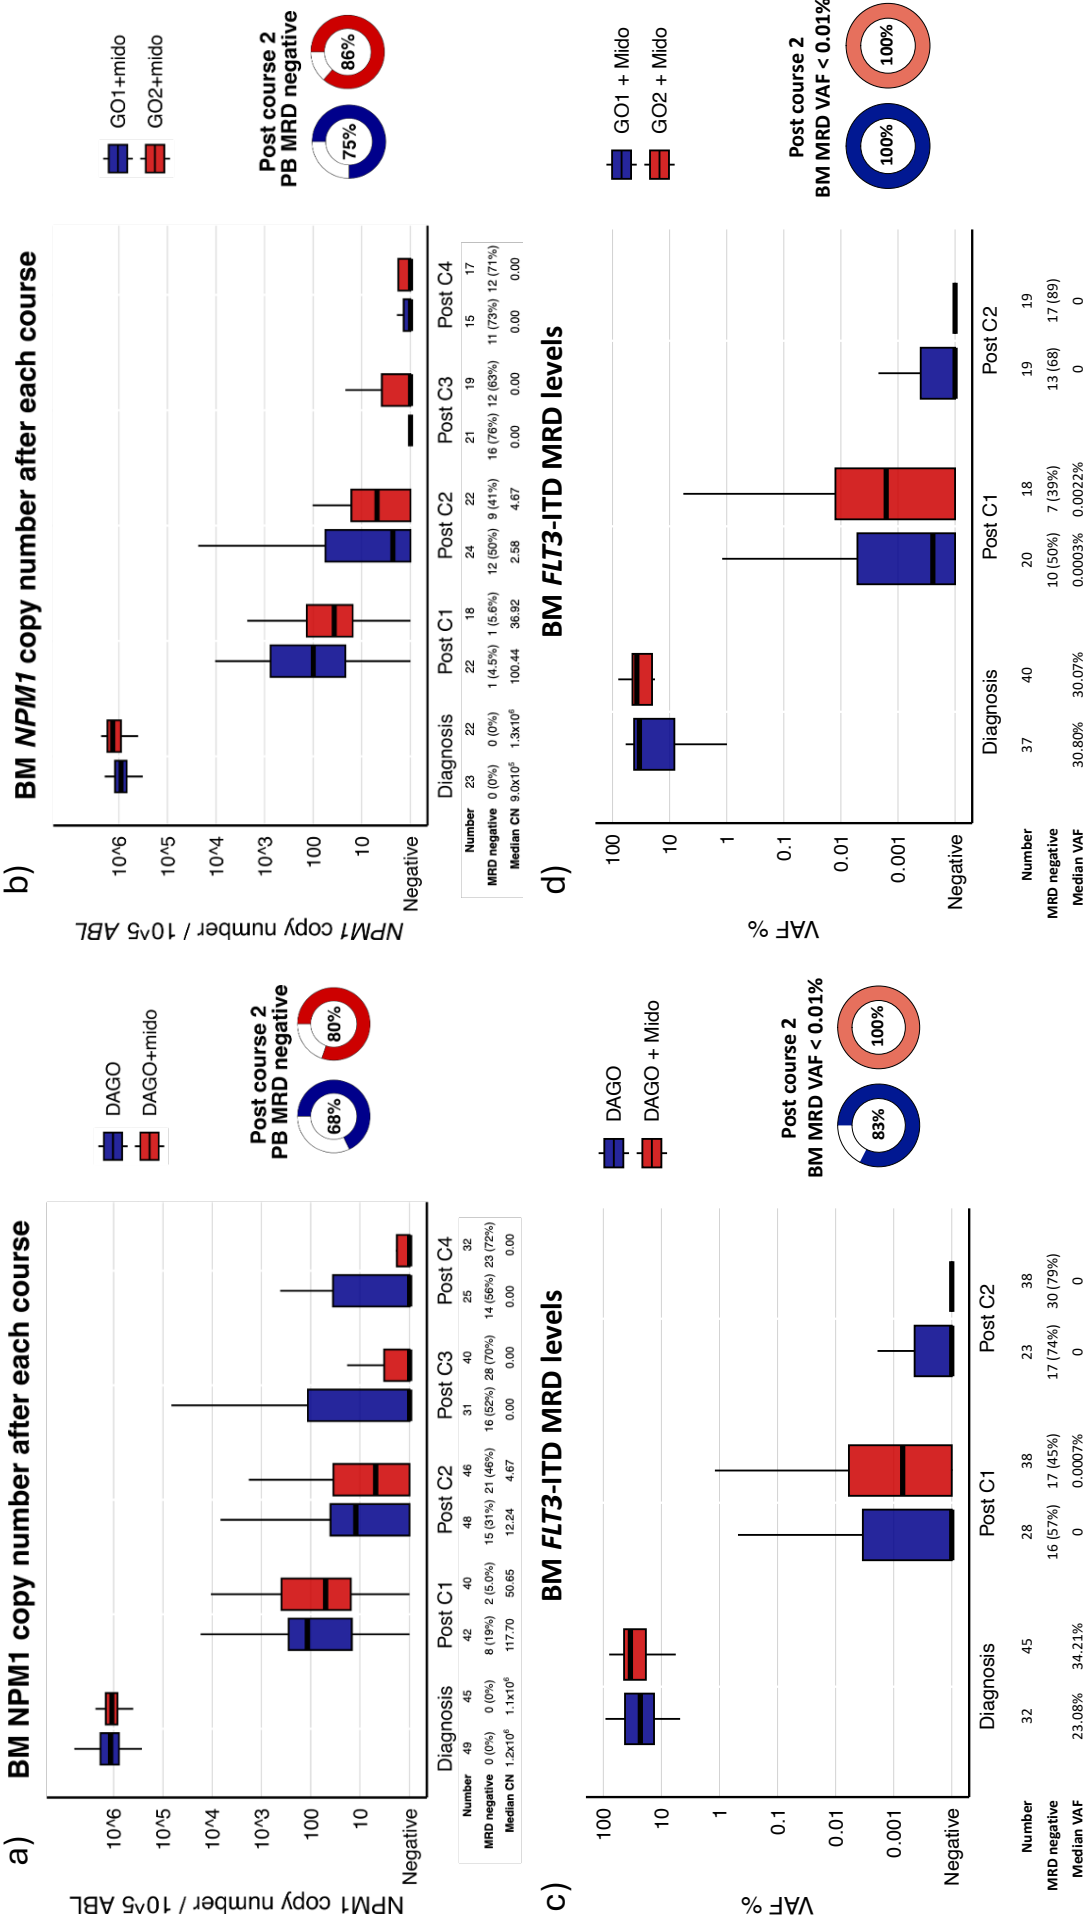 a)
BM NPM1 copy number after each course
NPM1 copy number / 10^5 ABL
10^6
10^5
10^4
10^3
100
10
Negative
Diagnosis Post C1 Post C2 Post C3 Post C4
Number 49 45 42 40 48 46 31 40 25 32
MRD negative 0 (0%) 0 (0%) 8 (19%) 2 (5.0%) 15 (31%) 21 (46%) 16 (52%) 28 (70%) 14 (56%) 23 (72%)
Median CN 1.2x10⁶ 1.1x10⁶ 117.70 50.65 12.24 4.67 0.00 0.00 0.00 0.00
DAGO
DAGO+mido
Post course 2
PB MRD negative
68% 80%
b)
BM NPM1 copy number after each course
NPM1 copy number / 10^5 ABL
10^6
10^5
10^4
10^3
100
10
Negative
Diagnosis Post C1 Post C2 Post C3 Post C4
Number 23 22 22 18 24 22 21 19 15 17
MRD negative 0 (0%) 0 (0%) 1 (4.5%) 1 (5.6%) 12 (50%) 9 (41%) 16 (76%) 12 (63%) 11 (73%) 12 (71%)
Median CN 9.0x10⁵ 1.3x10⁶ 100.44 36.92 2.58 4.67 0.00 0.00 0.00 0.00
GO1+mido
GO2+mido
Post course 2
PB MRD negative
75% 86%
c)
BM FLT3-ITD MRD levels
VAF %
100
10
1
0.1
0.01
0.001
Negative
Diagnosis Post C1 Post C2
Number 32 45 28 38 23 38
MRD negative 16 (57%) 17 (45%) 17 (74%) 30 (79%)
Median VAF 23.08% 34.21% 0 0.0007% 0 0
DAGO
DAGO + Mido
Post course 2
BM MRD VAF < 0.01%
83% 100%
d)
BM FLT3-ITD MRD levels
VAF %
100
10
1
0.1
0.01
0.001
Negative
Diagnosis Post C1 Post C2
Number 37 40 20 18 19 19
MRD negative 10 (50%) 7 (39%) 13 (68) 17 (89)
Median VAF 30.80% 30.07% 0.0003% 0.0022% 0 0
GO1 + Mido
GO2 + Mido
Post course 2
BM MRD VAF < 0.01%
100% 100%